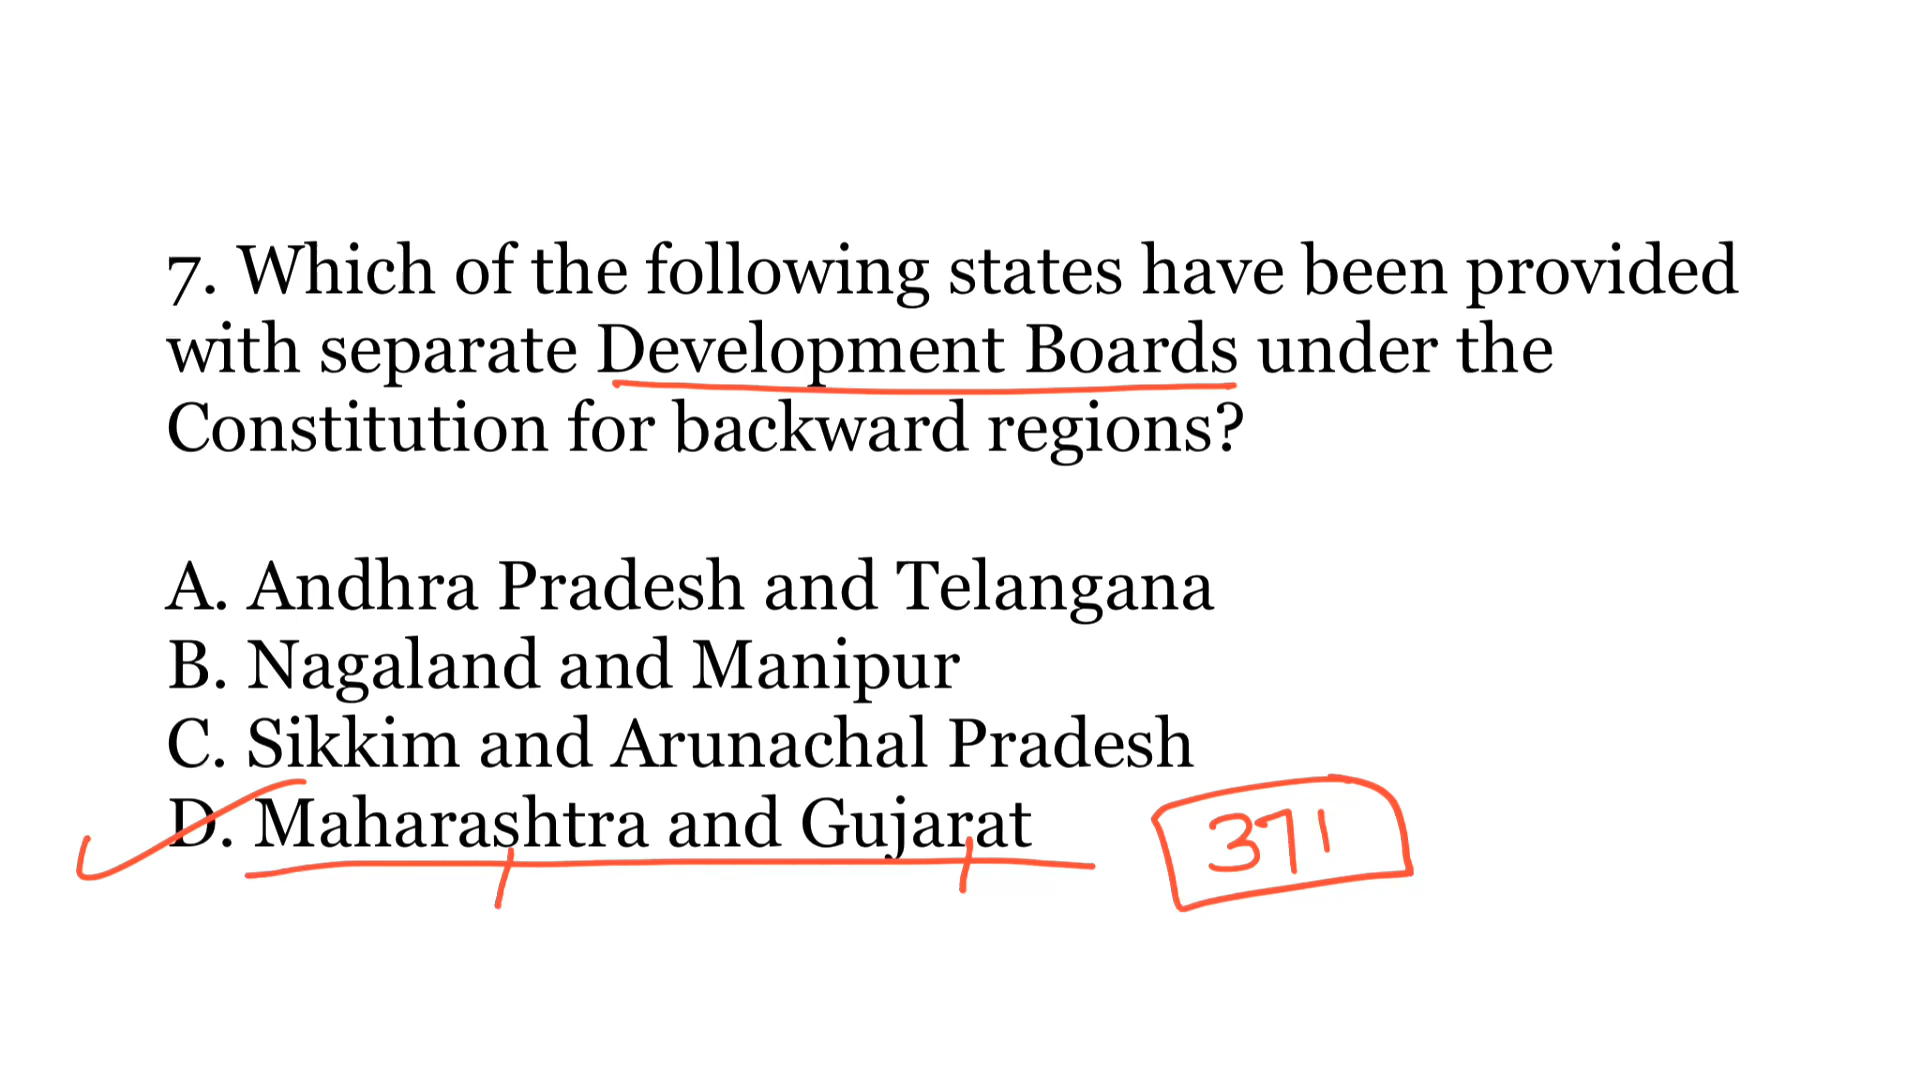 7. Which of the following states have been provided
with separate Development Boards under the
Constitution for backward regions?
A. Andhra Pradesh and Telangana
B. Nagaland and Manipur
C. Sikkim and Arunachal Pradesh
D. Maharashtra and Gujarat
371